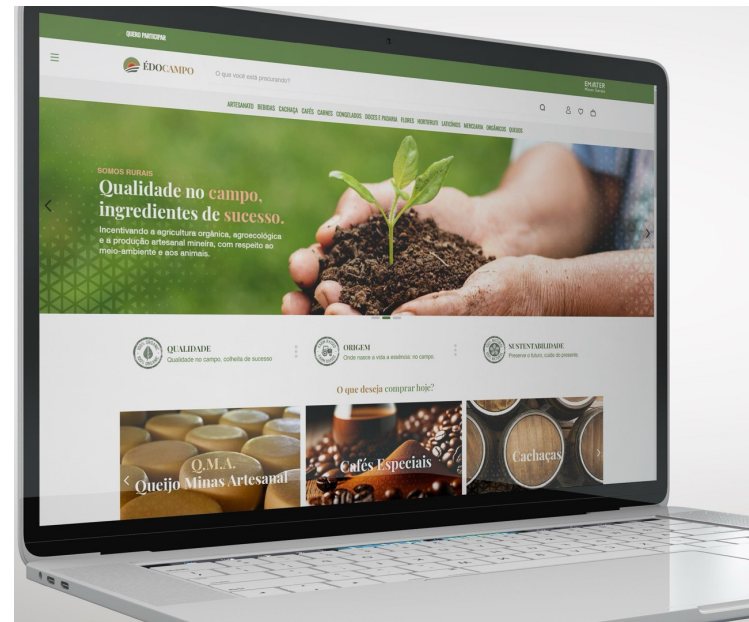 QUERO PARTICIPAR
ÉDOCAMPO
O que você está procurando?
EMATER
Minas Gerais
ARTESANATO BEBIDAS CACHAÇA CAFÉS CARNES CONGELADOS DOCES E PADARIA FLORES HORTIFRUTI LATICÍNIOS MERCEARIA ORGÂNICOS QUEIJOS
SOMOS RURAIS
Qualidade no campo,
ingredientes de sucesso.
Incentivando a agricultura orgânica, agroecológica
e a produção artesanal mineira, com respeito ao
meio-ambiente e aos animais.
QUALIDADE
Qualidade no campo, colheita de sucesso
ORIGEM
Onde nasce a vida a essência: no campo.
SUSTENTABILIDADE
Preserve o futuro, cuide do presente.
O que deseja comprar hoje?
Q.M.A.
Queijo Minas Artesanal
Cafés Especiais
Cachaças